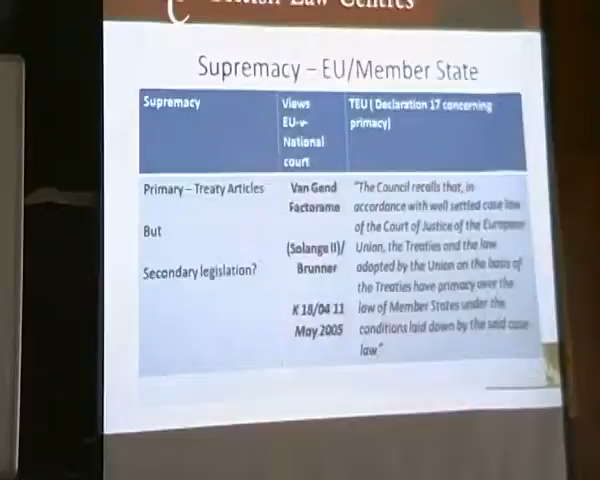 British Law Centres
Supremacy – EU/Member State
Supremacy
Views
EU-v-
National
court
TEU ( Declaration 17 concerning
primacy)
Primary – Treaty Articles
But
Secondary legislation?
Van Gend
Factorame
(Solange II)/
Brunner
K 18/04 11
May 2005
"The Council recalls that, in
accordance with well settled case law
of the Court of Justice of the European
Union, the Treaties and the law
adopted by the Union on the basis of
the Treaties have primacy over the
law of Member States under the
conditions laid down by the said case
law"